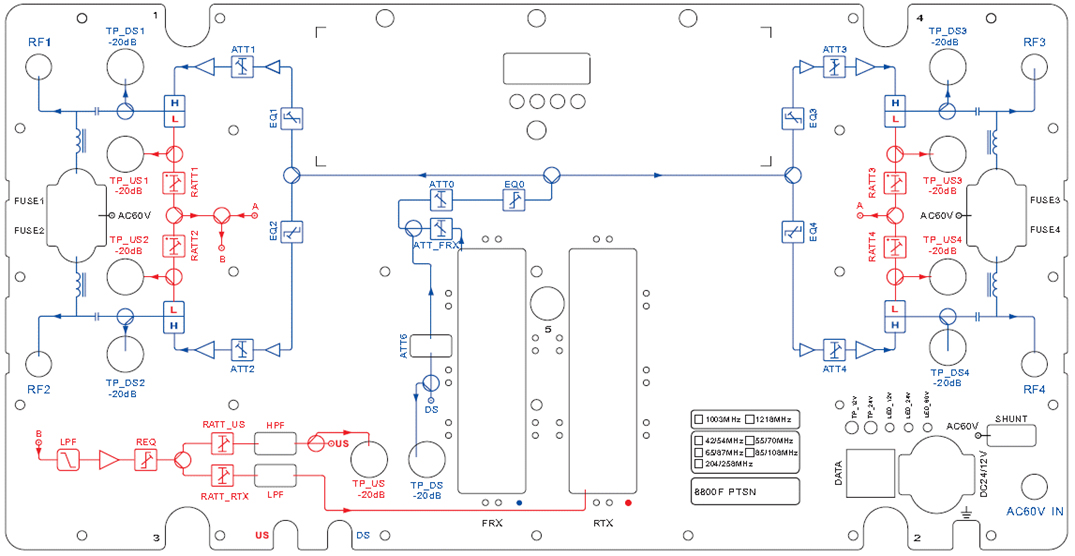 1
4
RF1
TP_DS1
-20dB
ATT1
ATT3
TP_DS3
-20dB
RF3
H
L
EQ1
EQ3
H
L
TP_US1
-20dB
RATT1
RATT3
TP_US3
-20dB
ATT0
EQ0
FUSE1
FUSE2
AC60V
A
B
A
AC60V
FUSE3
FUSE4
ATT_FRX
RATT2
EQ2
EQ4
RATT4
TP_US2
-20dB
TP_US4
-20dB
L
H
5
L
H
ATT6
RF2
TP_DS2
-20dB
ATT2
ATT4
TP_DS4
-20dB
RF4
DS
TP_12V
TP_24V
LED_12V
LED_24V
LED_60V
1003MHz
1218MHz
42/54MHz
55/70MHz
65/87MHz
85/108MHz
204/258MHz
8800F PTSN
AC60V
SHUNT
B
LPF
REQ
RATT_US
HPF
US
RATT_RTX
LPF
TP_US
-20dB
TP_DS
-20dB
DATA
DC24/12V
AC60V IN
FRX
RTX
3
US
DS
2